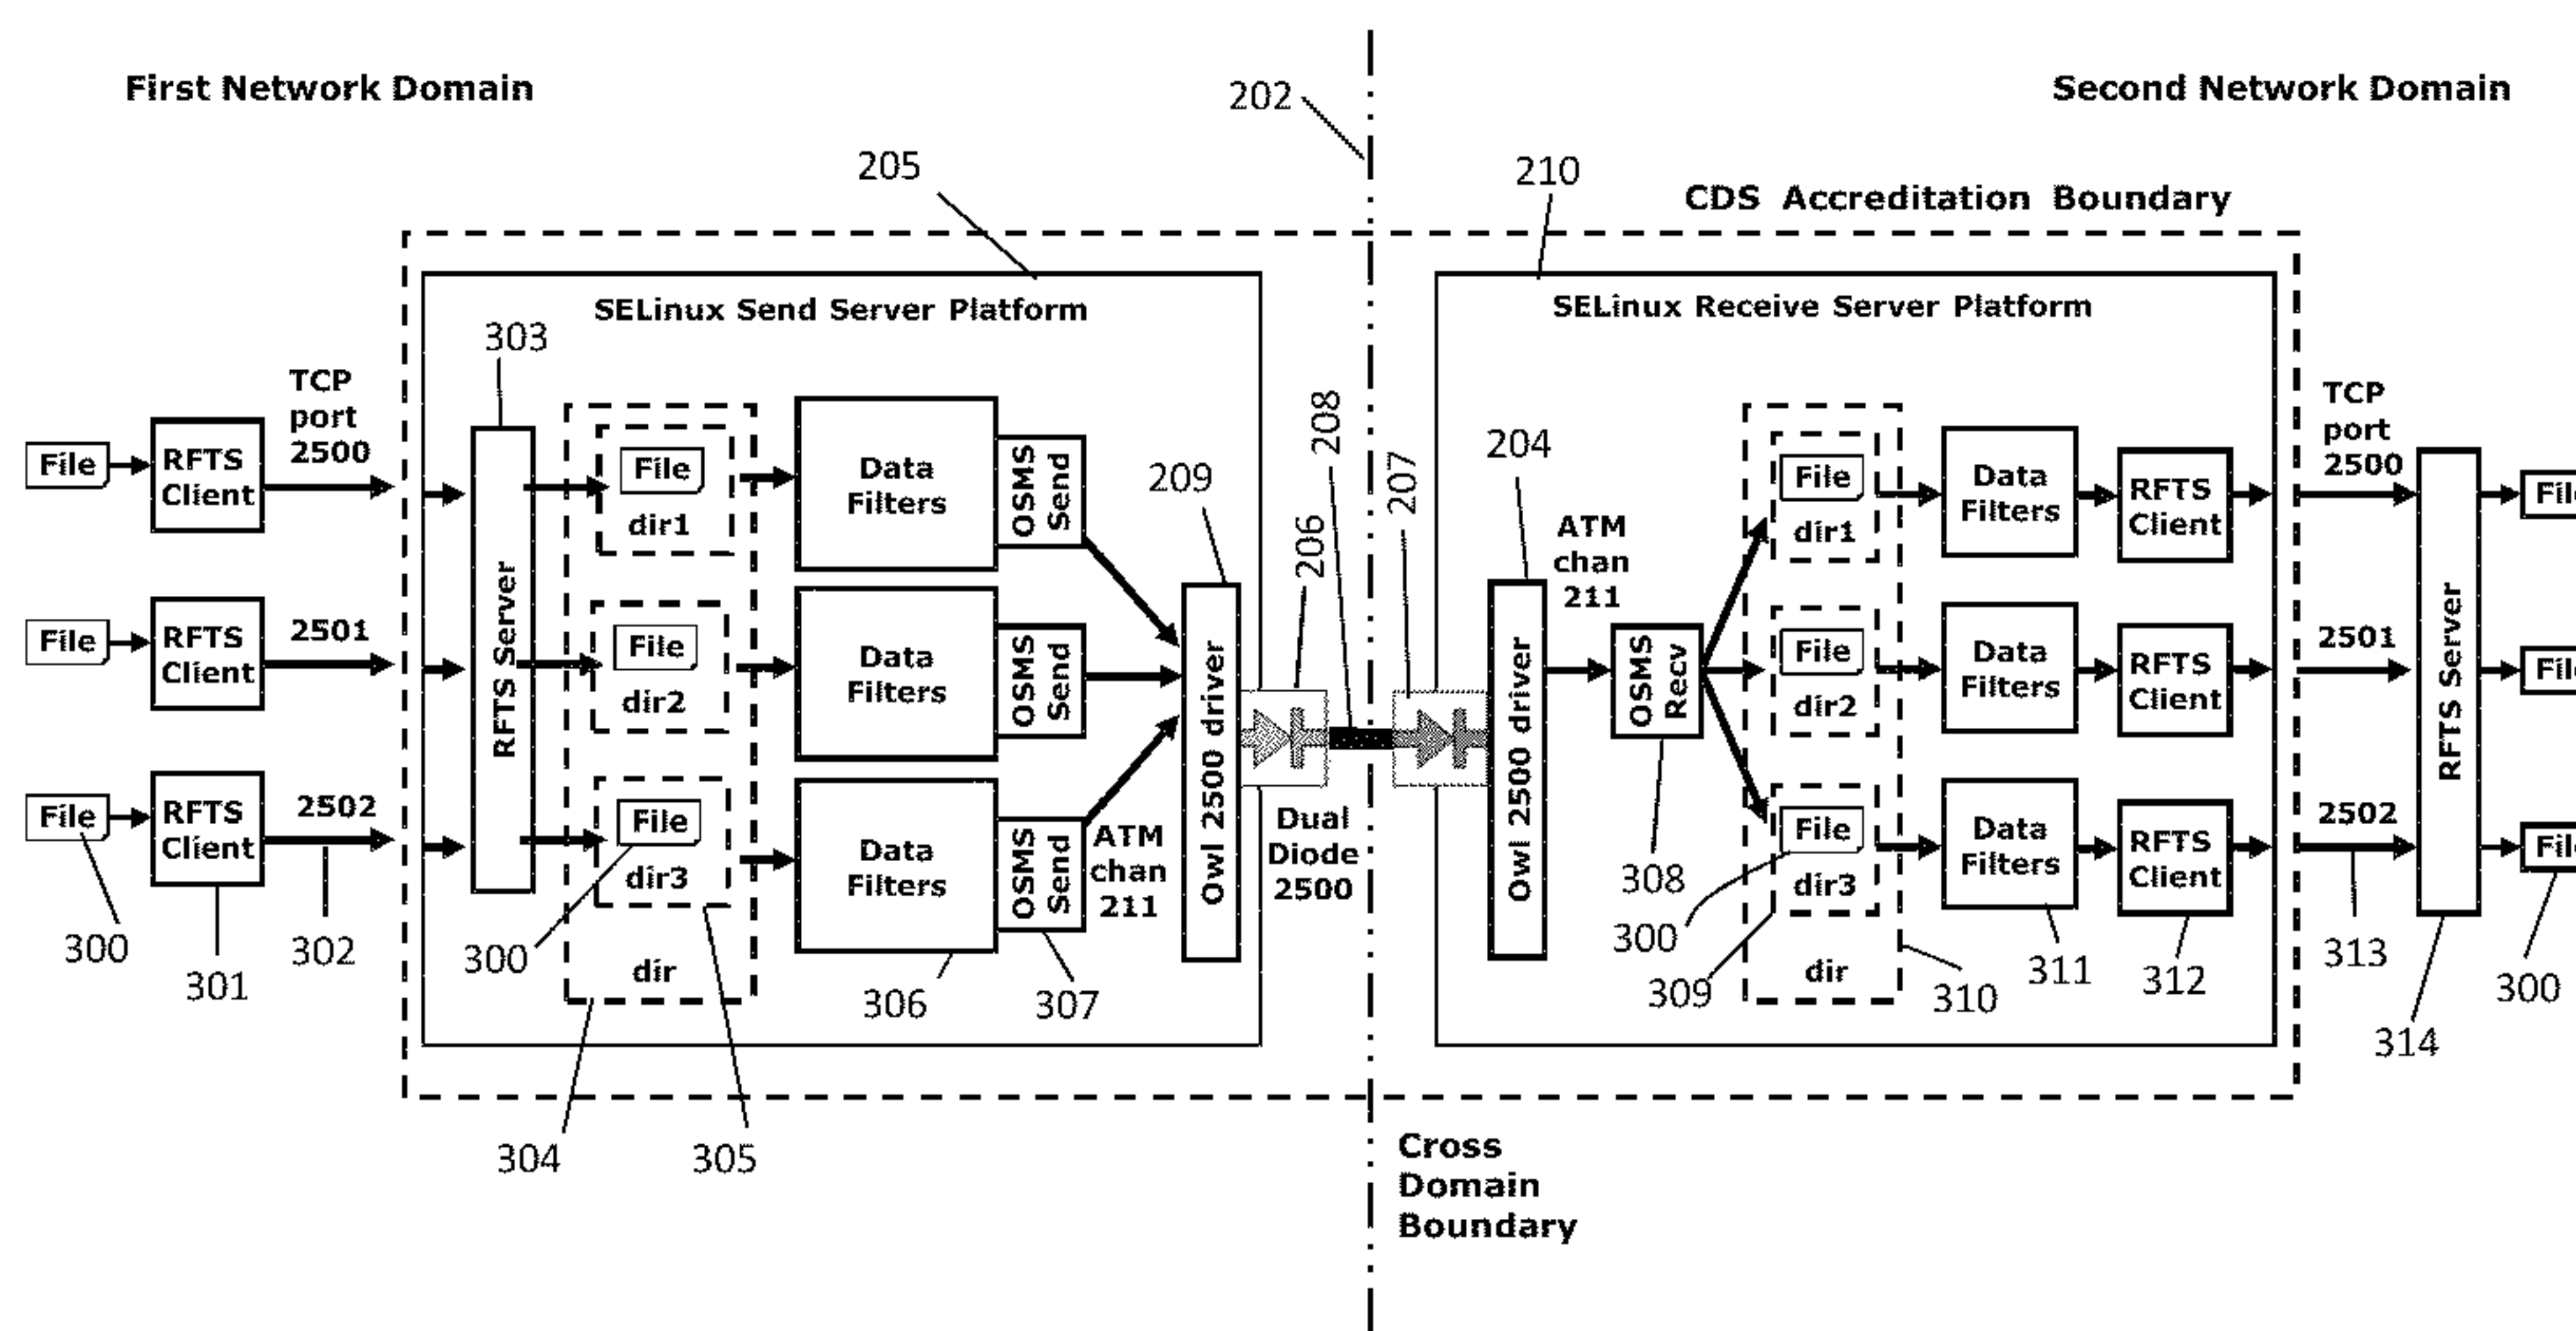 First Network Domain
202
Second Network Domain
205
210
CDS Accreditation Boundary
SELinux Send Server Platform
SELinux Receive Server Platform
303
TCP
port
2500
File
RFTS
Client
2501
File
RFTS
Client
2502
File
RFTS
Client
300
301
302
RFTS Server
File
dir1
File
dir2
File
dir3
300
dir
304
305
Data
Filters
OSMS
Send
Data
Filters
OSMS
Send
Data
Filters
OSMS
Send
306
307
ATM
chan
211
209
Owl 2500 driver
206
208
207
Dual
Diode
2500
204
Owl 2500 driver
ATM
chan
211
OSMS
Recv
308
File
dir1
File
dir2
File
dir3
300
309
dir
310
Data
Filters
RFTS
Client
Data
Filters
RFTS
Client
Data
Filters
RFTS
Client
311
312
TCP
port
2500
2501
2502
313
RFTS Server
314
300
Cross
Domain
Boundary